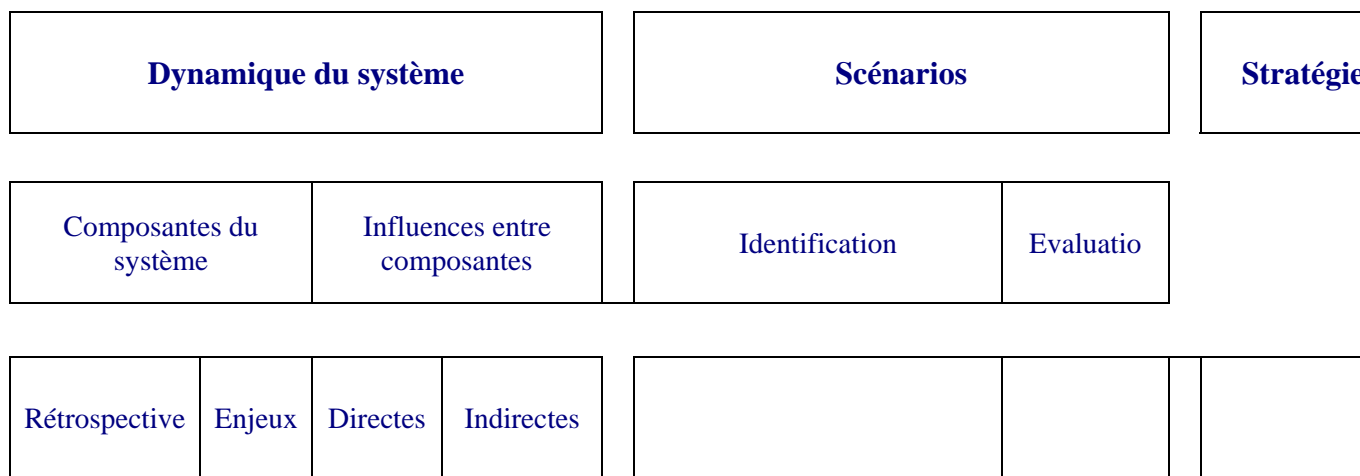 Dynamique du système
Scénarios
Stratégie
Composantes du
système
Influences entre
composantes
Identification
Evaluatio
Rétrospective
Enjeux
Directes
Indirectes